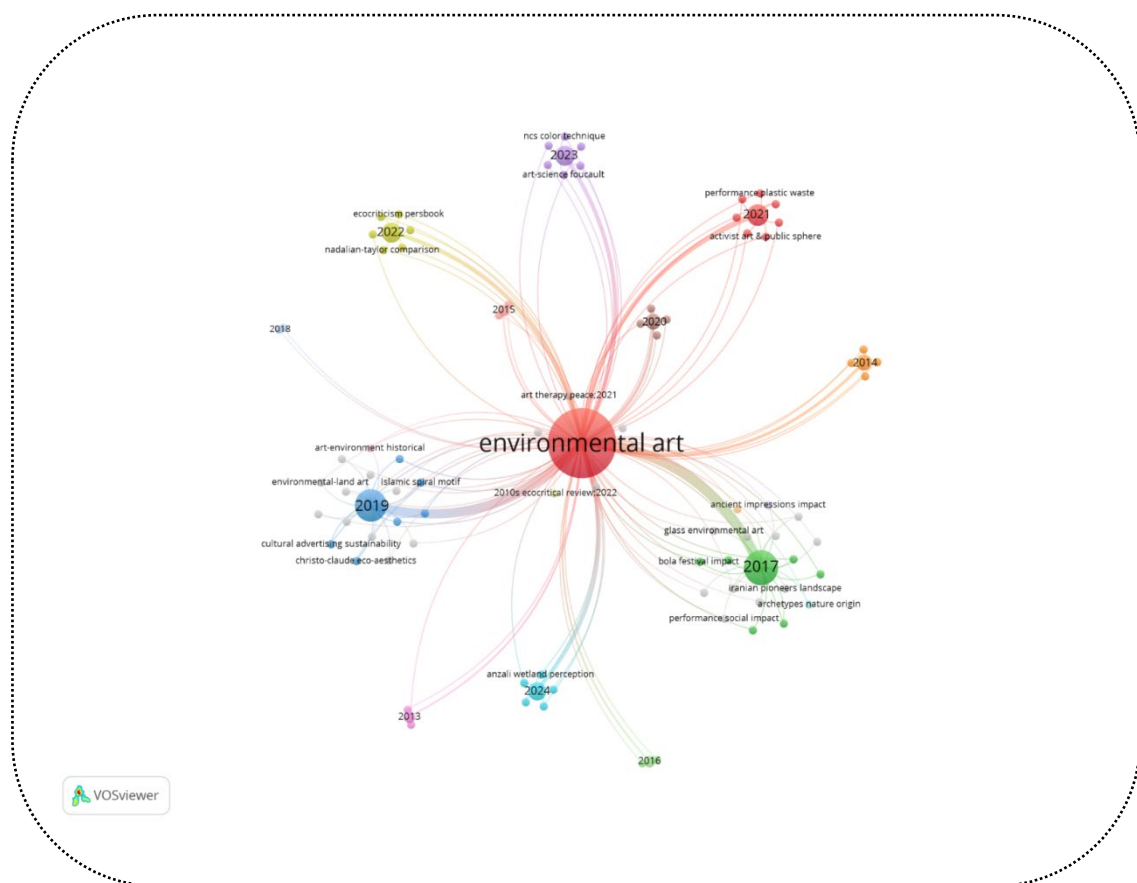 ncs color technique
2023
art-science foucault
performance plastic waste
2021
activist art & public sphere
ecocriticism persbook
2022
nadalian-taylor comparison
2015
2020
2018
2014
art therapy,peace;2021
environmental art
art-environment historical
environmental-land art
islamic spiral motif
2019
cultural advertising sustainability
christo-claude eco-aesthetics
2010s ecocritical review;2022
ancient impressions impact
glass environmental art
bola festival impact
2017
iranian pioneers landscape
archetypes nature origin
performance social impact
anzali wetland perception
2024
2013
2016
VOSviewer